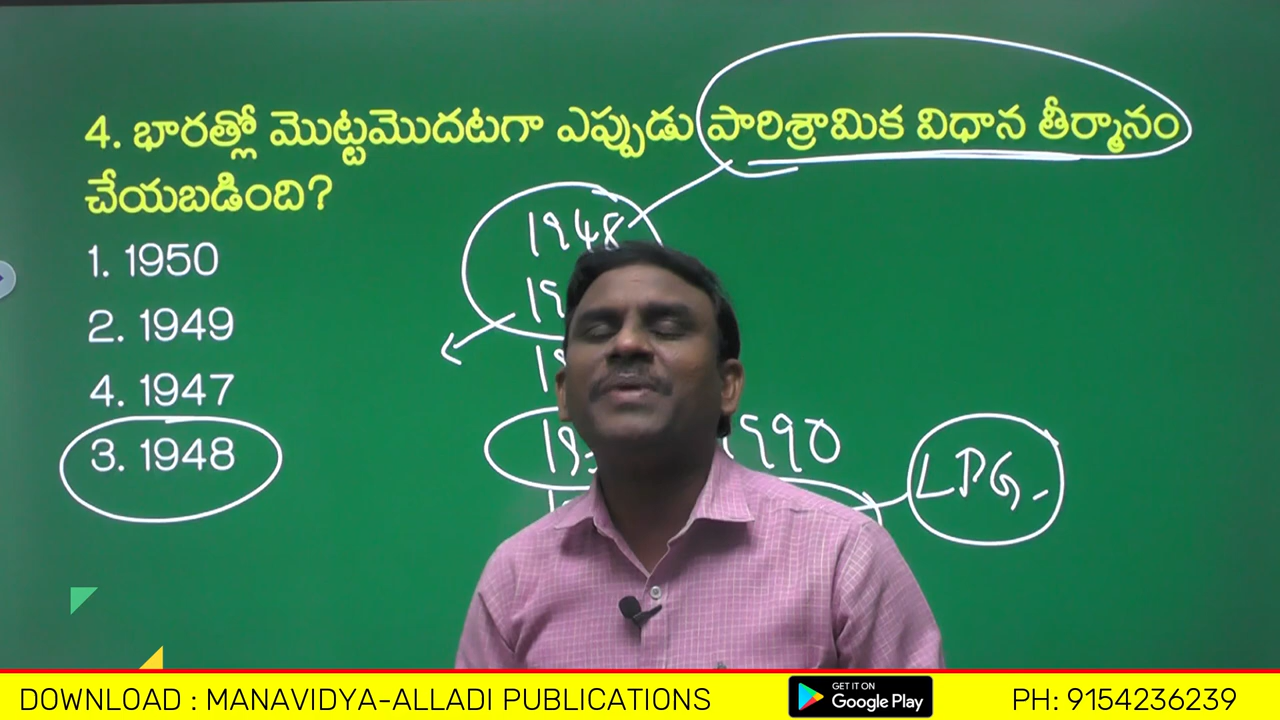 4. భారత్లో మొట్టమొదటగా ఎప్పుడు పారిశ్రామిక విధాన తీర్మానం
చేయబడింది?
1. 1950
2. 1949
4. 1947
3. 1948
1948
1990
LPG
DOWNLOAD : MANAVIDYA-ALLADI PUBLICATIONS
GET IT ON
Google Play
PH: 9154236239